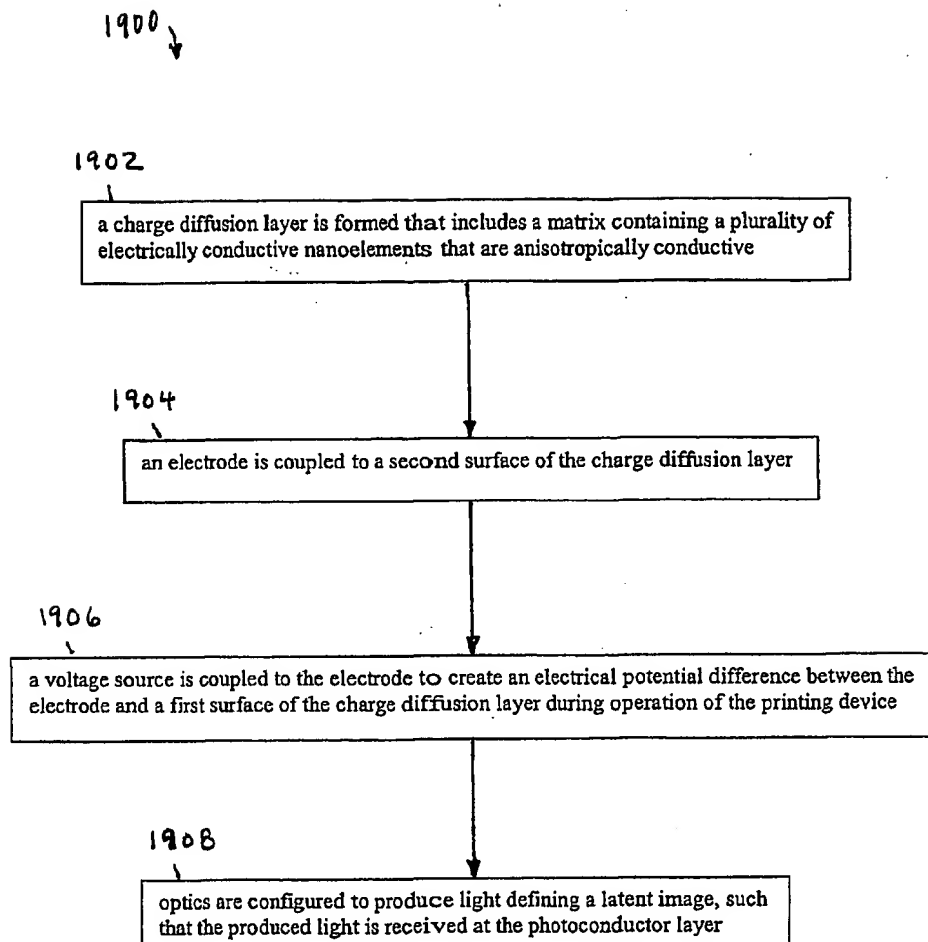 1900
1902
a charge diffusion layer is formed that includes a matrix containing a plurality of
electrically conductive nanoelements that are anisotropically conductive
1904
an electrode is coupled to a second surface of the charge diffusion layer
1906
a voltage source is coupled to the electrode to create an electrical potential difference between the
electrode and a first surface of the charge diffusion layer during operation of the printing device
1908
optics are configured to produce light defining a latent image, such
that the produced light is received at the photoconductor layer